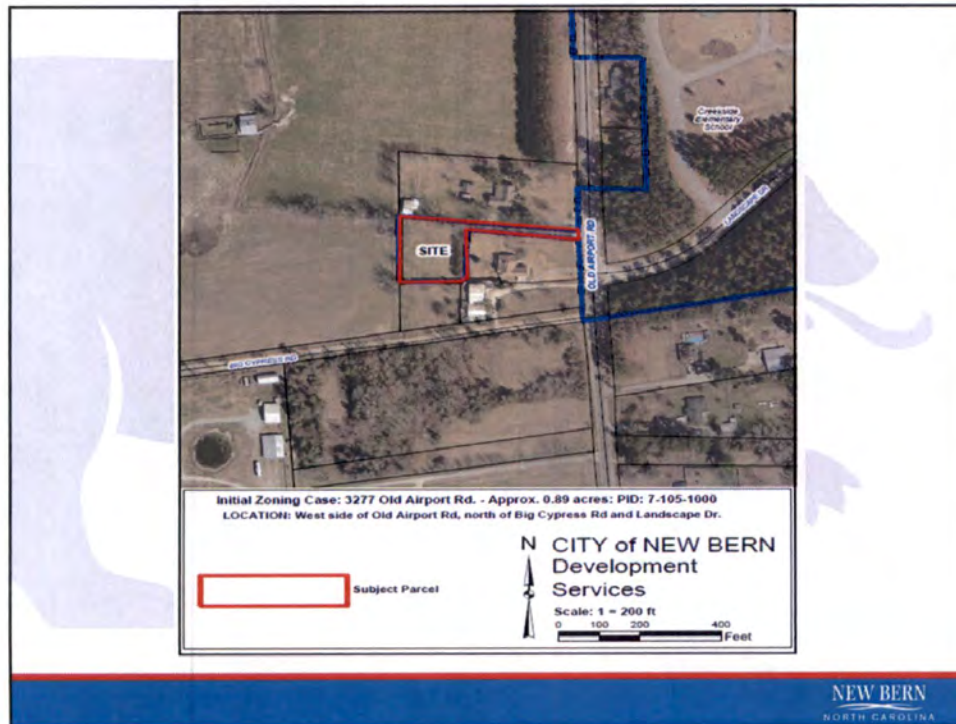 Creekside
Elementary
School
LANDSCAPE DR
OLD AIRPORT RD
SITE
BIG CYPRESS RD
Initial Zoning Case: 3277 Old Airport Rd. - Approx. 0.89 acres: PID: 7-105-1000
LOCATION: West side of Old Airport Rd, north of Big Cypress Rd and Landscape Dr.
Subject Parcel
N
CITY of NEW BERN
Development
Services
Scale: 1 = 200 ft
0 100 200 400
Feet
NEW BERN
NORTH CAROLINA